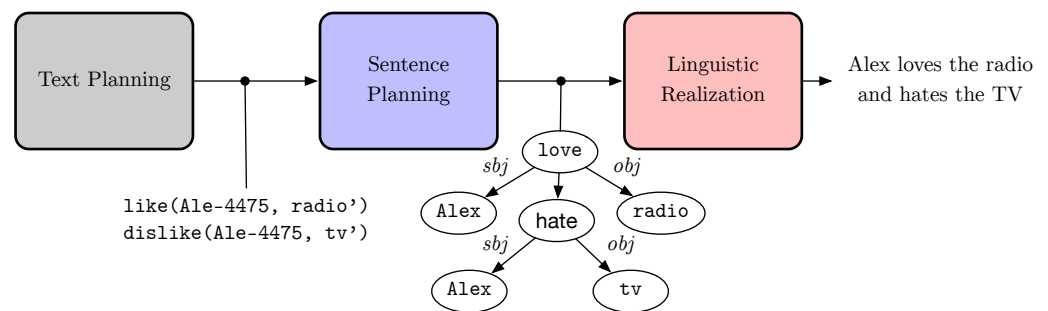 Text Planning
Sentence
Planning
Linguistic
Realization
Alex loves the radio
and hates the TV
like(Ale-4475, radio’)
dislike(Ale-4475, tv’)
love
sbj
obj
Alex
hate
radio
sbj
obj
Alex
tv